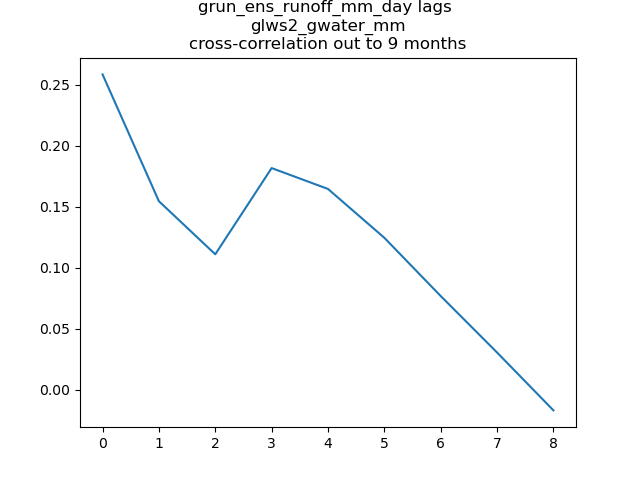 grun_ens_runoff_mm_day lags
glws2_gwater_mm
cross-correlation out to 9 months
0.25
0.20
0.15
0.10
0.05
0.00
0 1 2 3 4 5 6 7 8